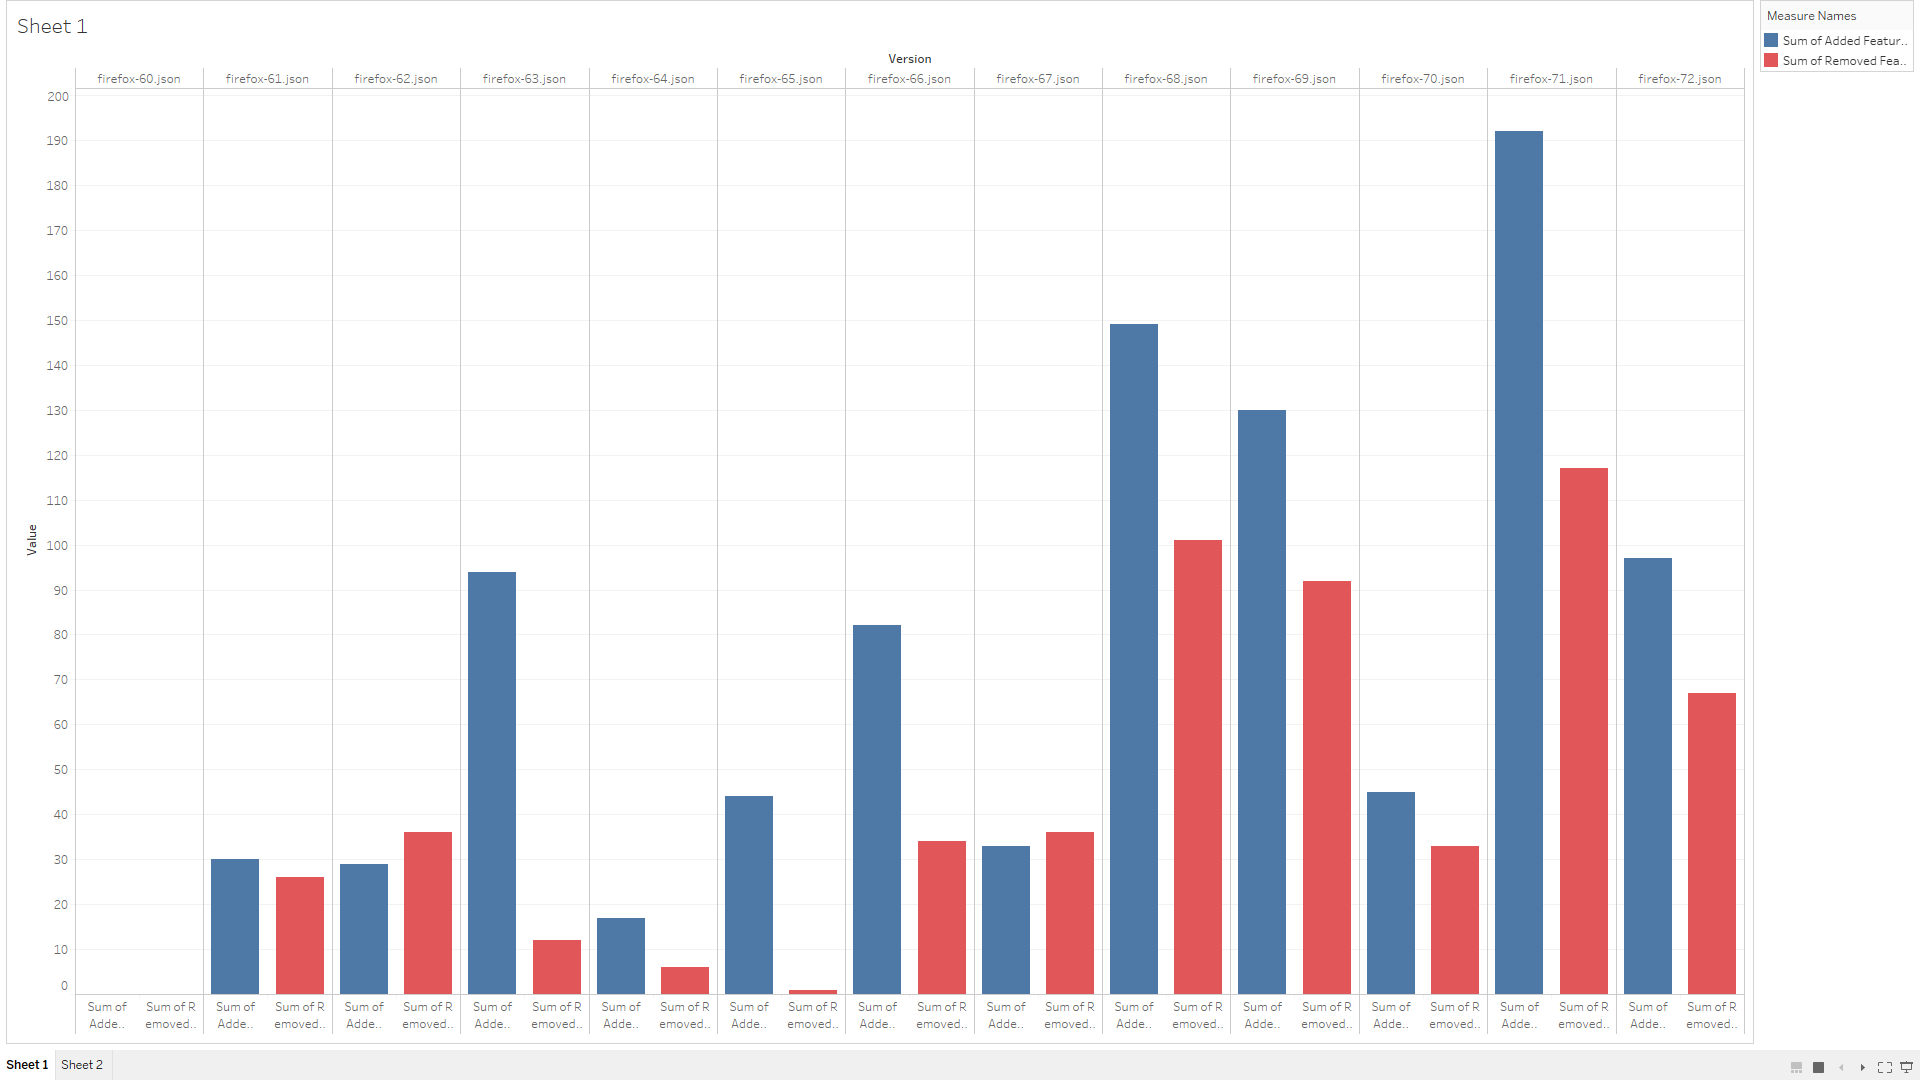 Sheet 1
Measure Names
Sum of Added Featur..
Sum of Removed Fea..
Version
firefox-60.json firefox-61.json firefox-62.json firefox-63.json firefox-64.json firefox-65.json firefox-66.json firefox-67.json firefox-68.json firefox-69.json firefox-70.json firefox-71.json firefox-72.json
200
190
180
170
160
150
140
130
120
110
100
90
80
70
60
50
40
30
20
10
0
Value
Sum of Sum of R Sum of Sum of R Sum of Sum of R Sum of Sum of R Sum of Sum of R Sum of Sum of R Sum of Sum of R Sum of Sum of R Sum of Sum of R Sum of Sum of R Sum of Sum of R Sum of Sum of R Sum of Sum of R
Adde.. emoved.. Adde.. emoved.. Adde.. emoved.. Adde.. emoved.. Adde.. emoved.. Adde.. emoved.. Adde.. emoved.. Adde.. emoved.. Adde.. emoved.. Adde.. emoved.. Adde.. emoved.. Adde.. emoved.. Adde.. emoved..
Sheet 1 Sheet 2